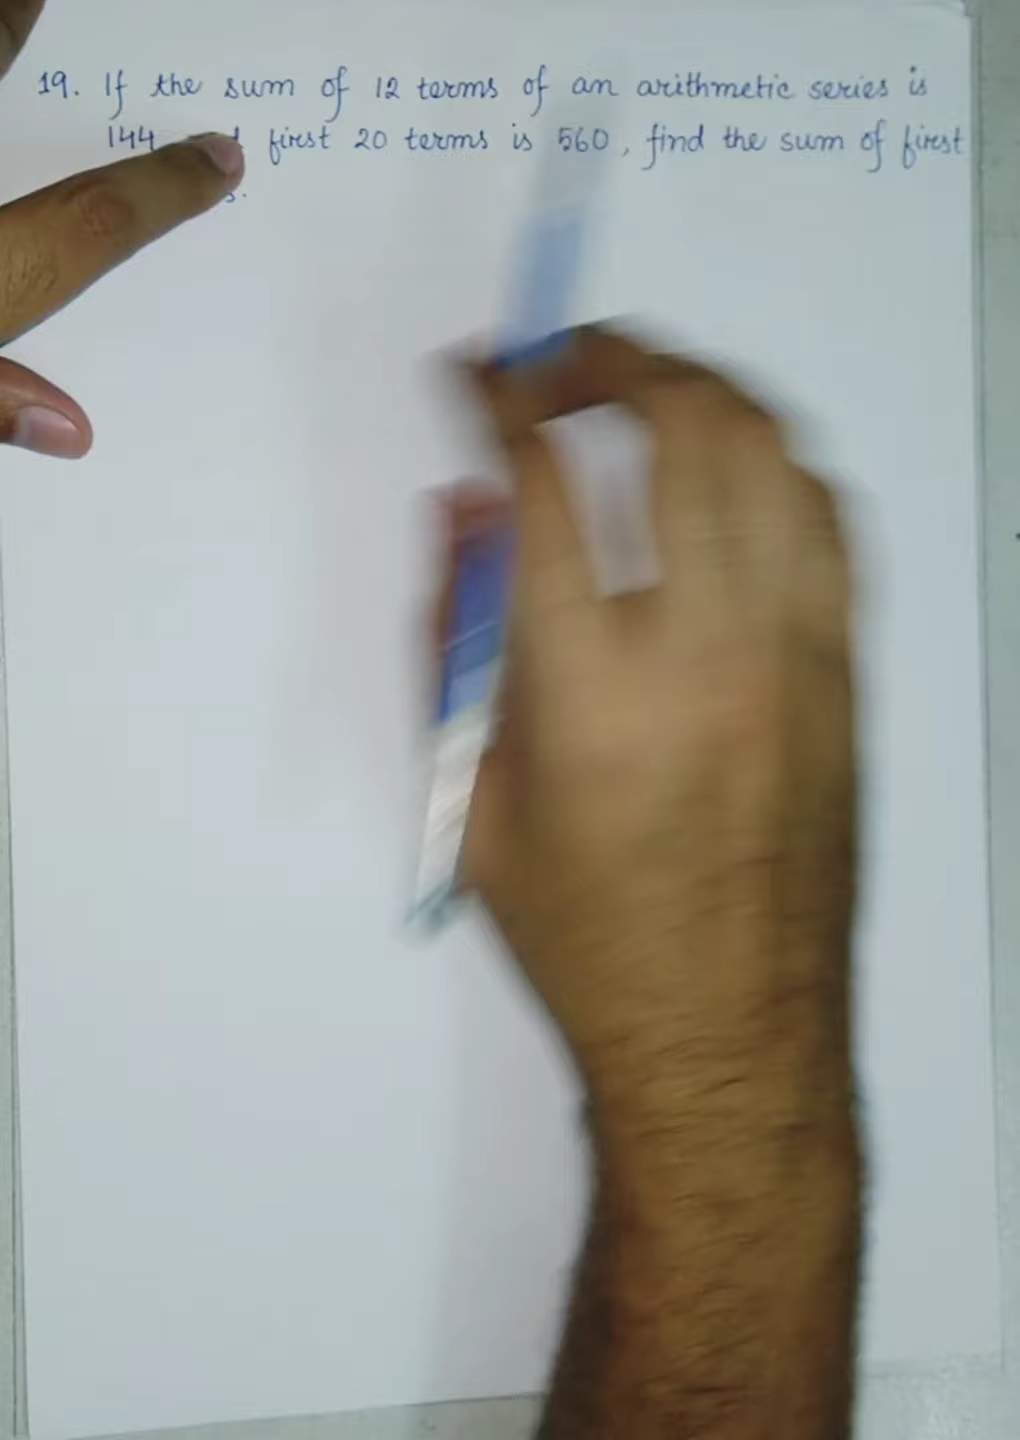 19. If the sum of 12 terms of an arithmetic series is
144 first 20 terms is 560, find the sum of first